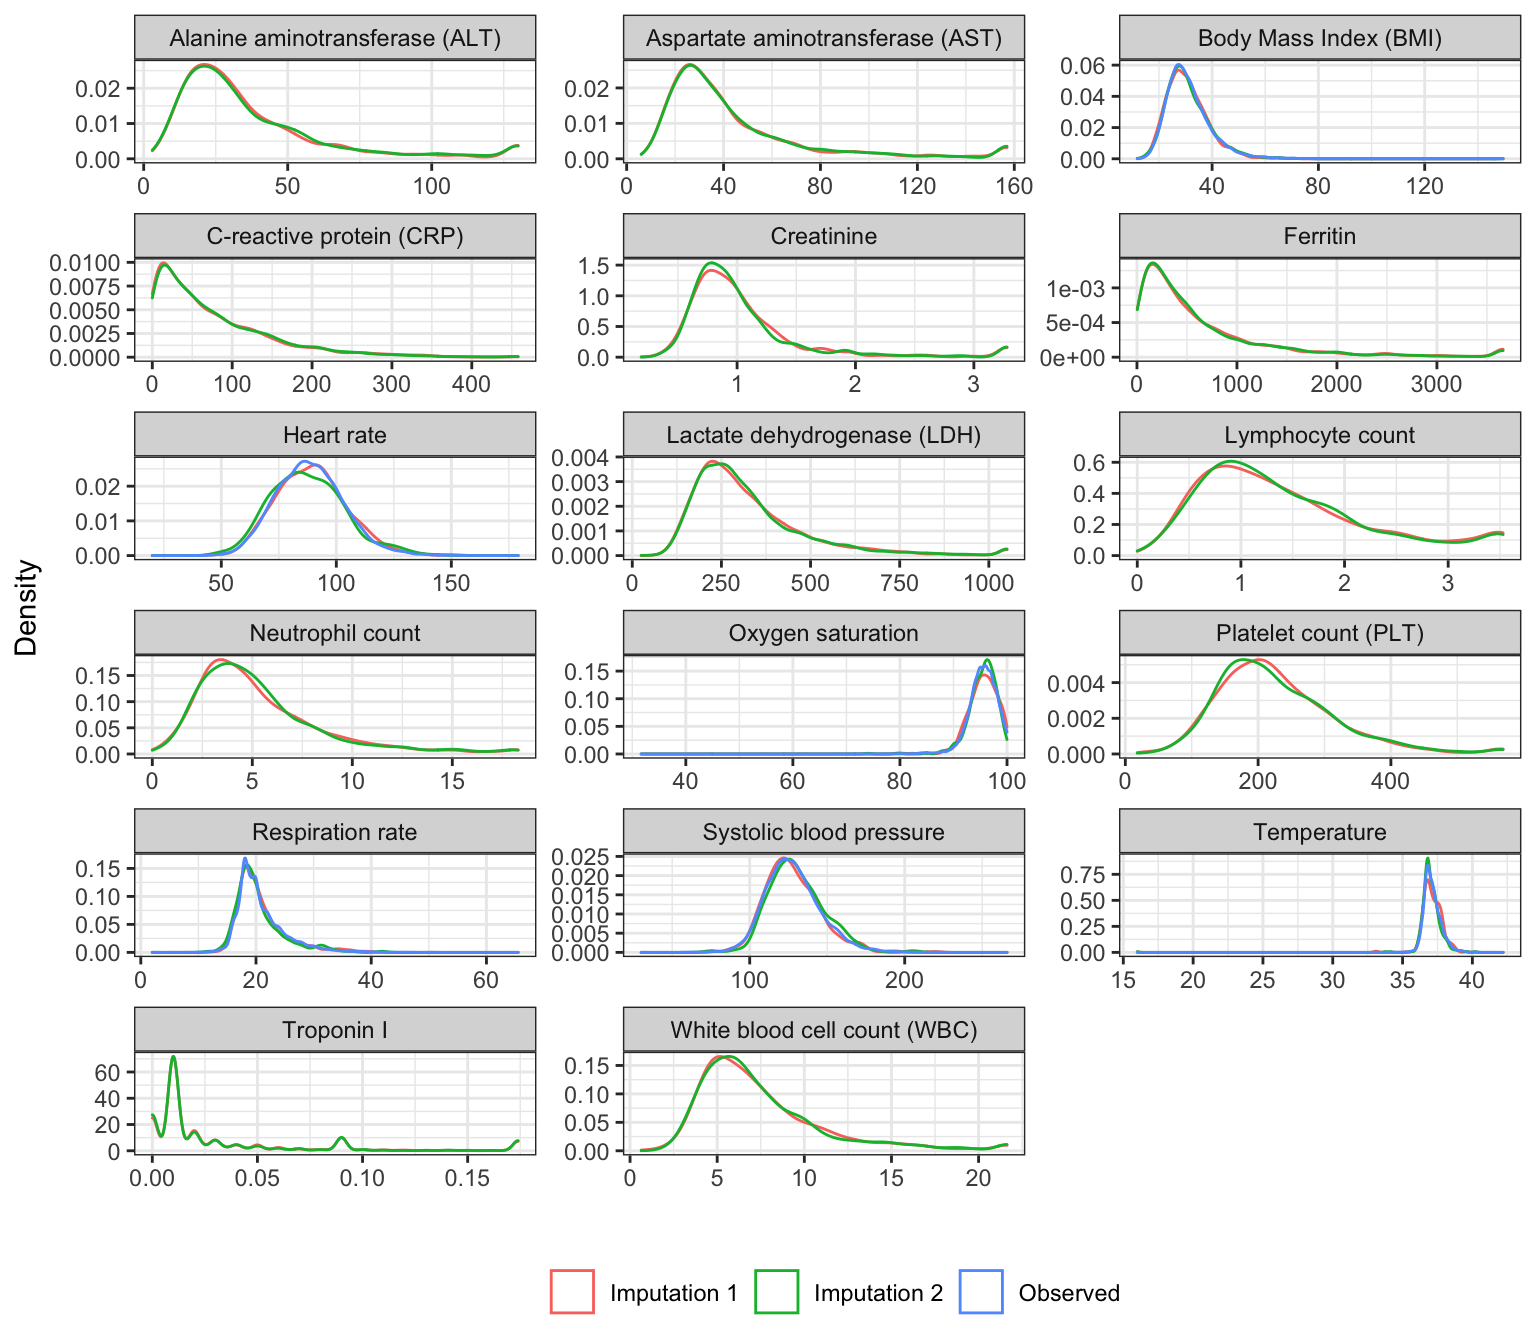 Alanine aminotransferase (ALT)
Aspartate aminotransferase (AST)
Body Mass Index (BMI)
0.02
0.01
0.00
0 50 100
0.02
0.01
0.00
0 40 80 120 160
0.06
0.04
0.02
0.00
40 80 120
C-reactive protein (CRP)
Creatinine
Ferritin
0.0100
0.0075
0.0050
0.0025
0.0000
0 100 200 300 400
1.5
1.0
0.5
0.0
1 2 3
1e-03
5e-04
0e+00
0 1000 2000 3000
Heart rate
Lactate dehydrogenase (LDH)
Lymphocyte count
0.02
0.01
0.00
50 100 150
0.004
0.003
0.002
0.001
0.000
0 250 500 750 1000
0.6
0.4
0.2
0.0
0 1 2 3
Density
Neutrophil count
Oxygen saturation
Platelet count (PLT)
0.15
0.10
0.05
0.00
0 5 10 15
0.15
0.10
0.05
0.00
40 60 80 100
0.004
0.002
0.000
0 200 400
Respiration rate
Systolic blood pressure
Temperature
0.15
0.10
0.05
0.00
0 20 40 60
0.025
0.020
0.015
0.010
0.005
0.000
100 200
0.75
0.50
0.25
0.00
15 20 25 30 35 40
Troponin I
White blood cell count (WBC)
60
40
20
0
0.00 0.05 0.10 0.15
0.15
0.10
0.05
0.00
0 5 10 15 20
Imputation 1 Imputation 2 Observed